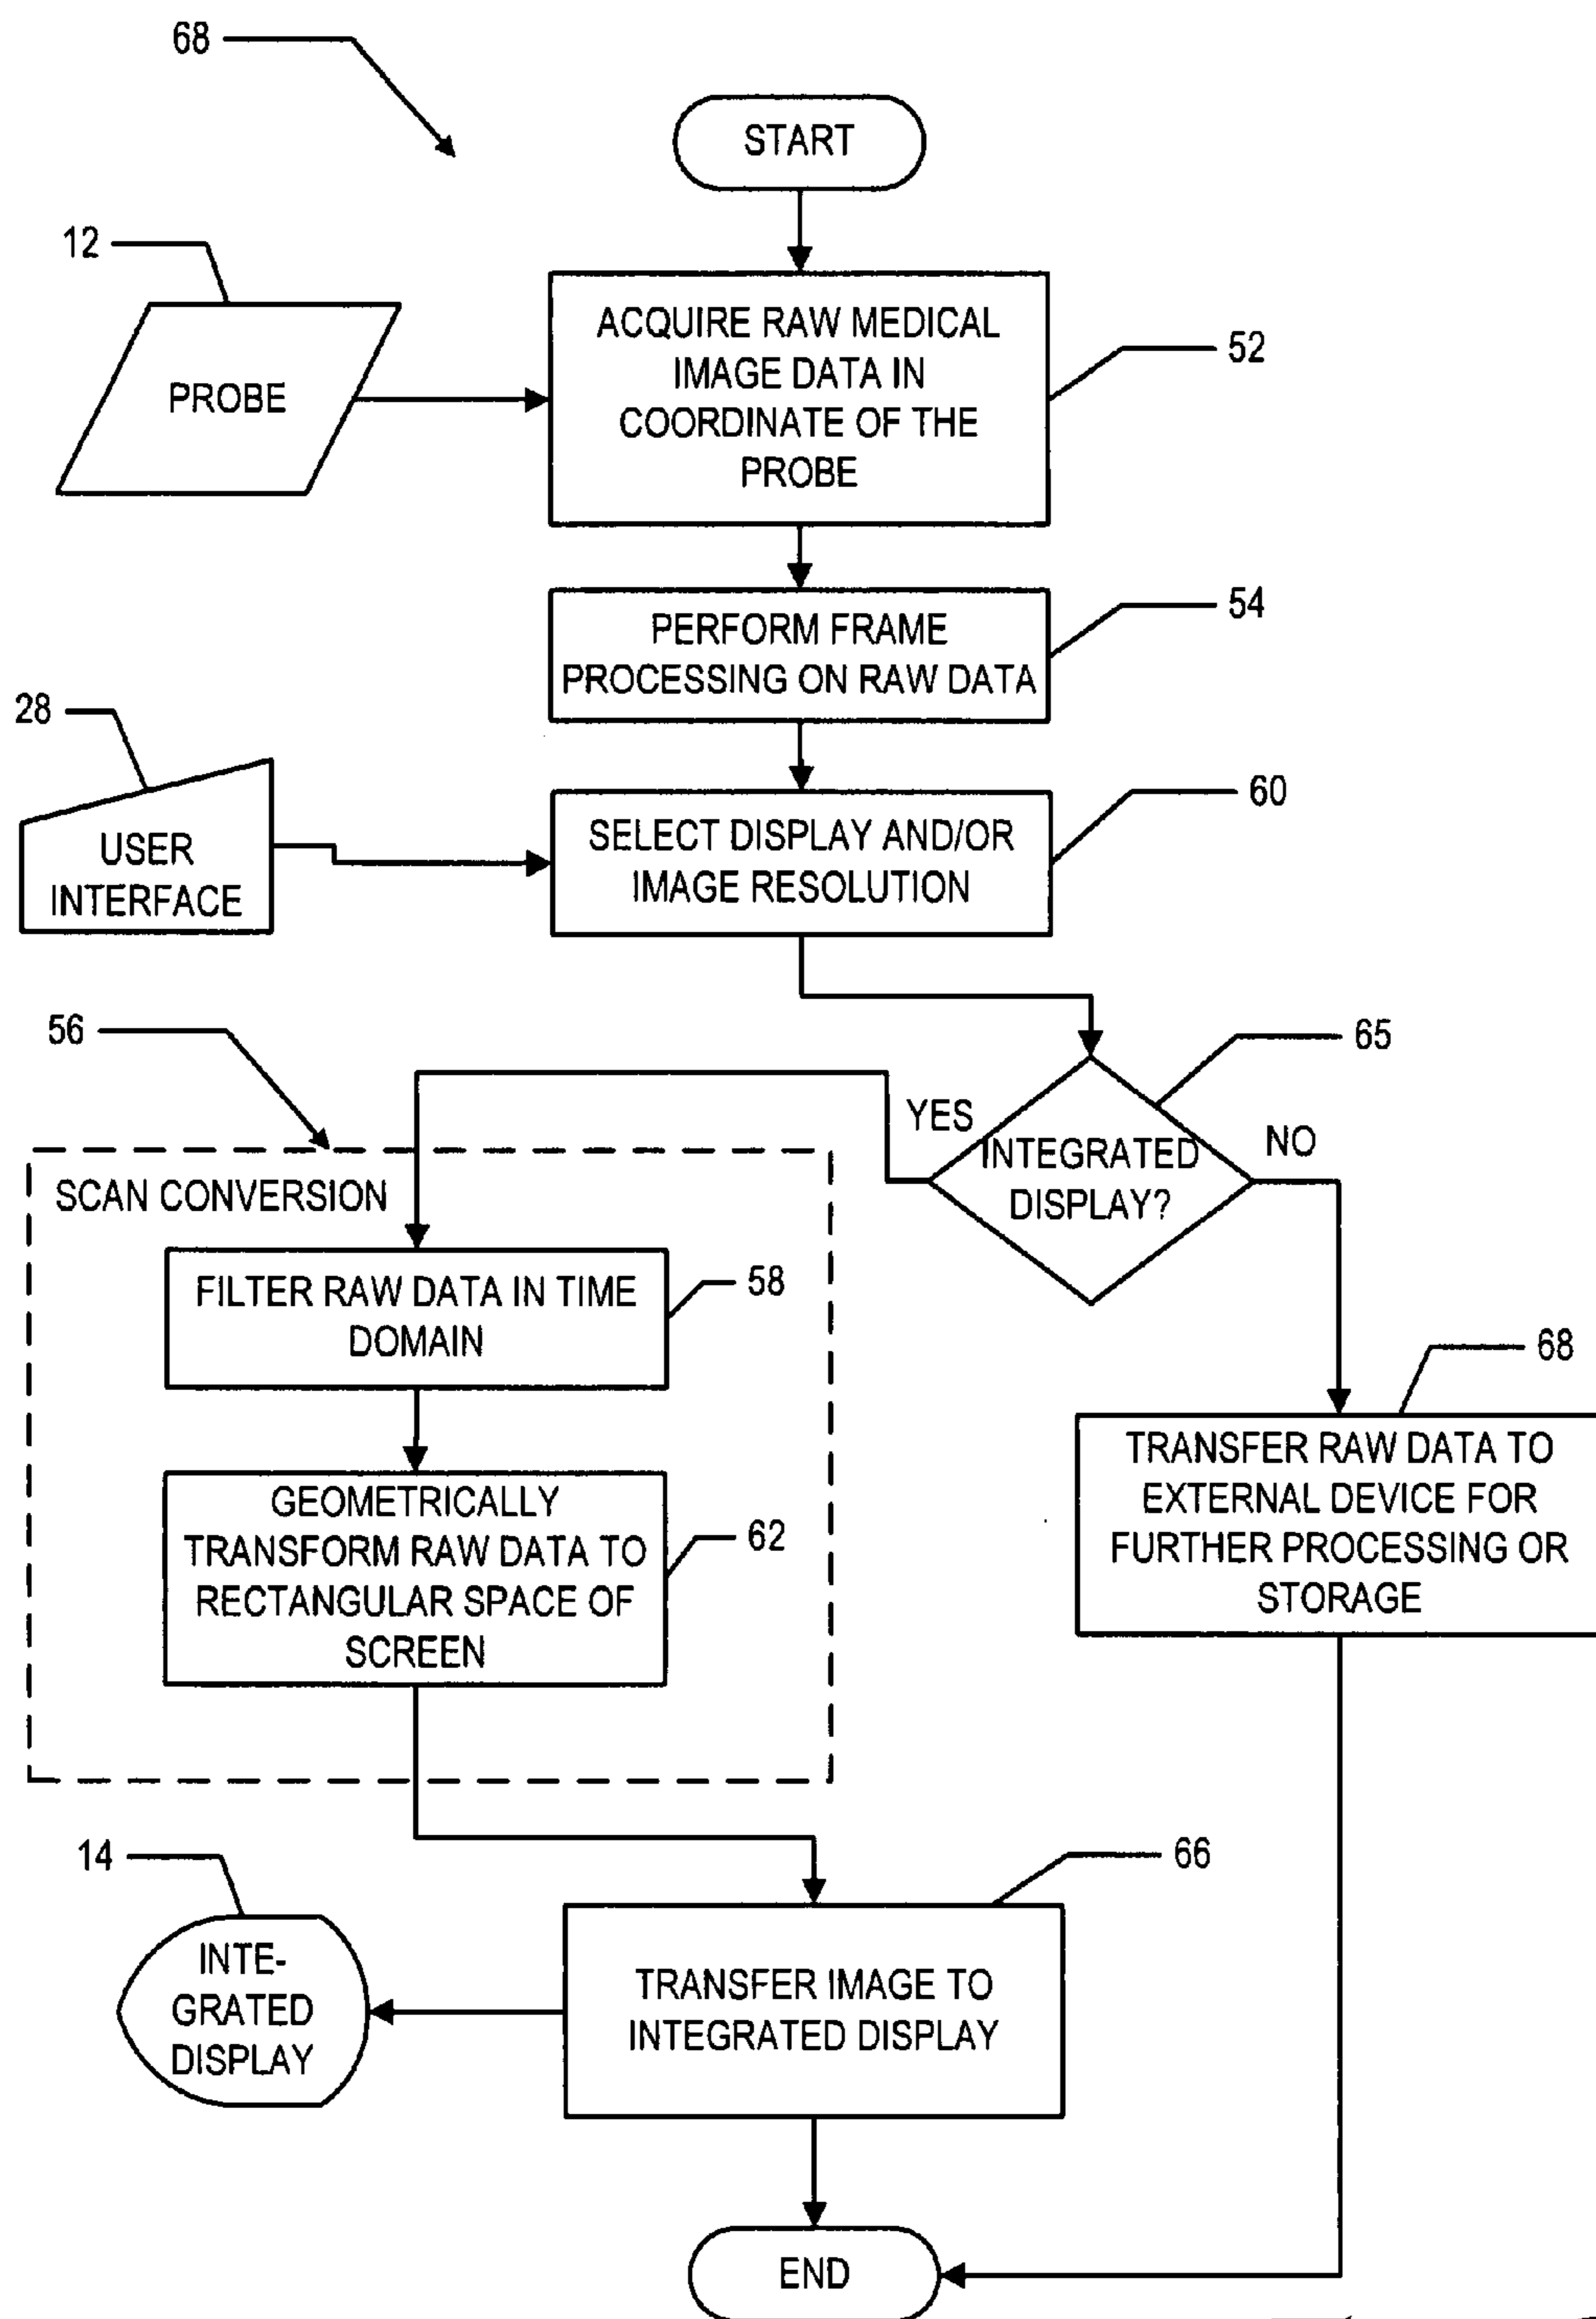 68
START
12
PROBE
ACQUIRE RAW MEDICAL
IMAGE DATA IN
COORDINATE OF THE
PROBE
52
PERFORM FRAME
PROCESSING ON RAW DATA
54
28
USER
INTERFACE
SELECT DISPLAY AND/OR
IMAGE RESOLUTION
60
56
65
YES
INTEGRATED
DISPLAY?
NO
SCAN CONVERSION
FILTER RAW DATA IN TIME
DOMAIN
58
68
TRANSFER RAW DATA TO
EXTERNAL DEVICE FOR
FURTHER PROCESSING OR
STORAGE
GEOMETRICALLY
TRANSFORM RAW DATA TO
RECTANGULAR SPACE OF
SCREEN
62
14
INTE-
GRATED
DISPLAY
66
TRANSFER IMAGE TO
INTEGRATED DISPLAY
END